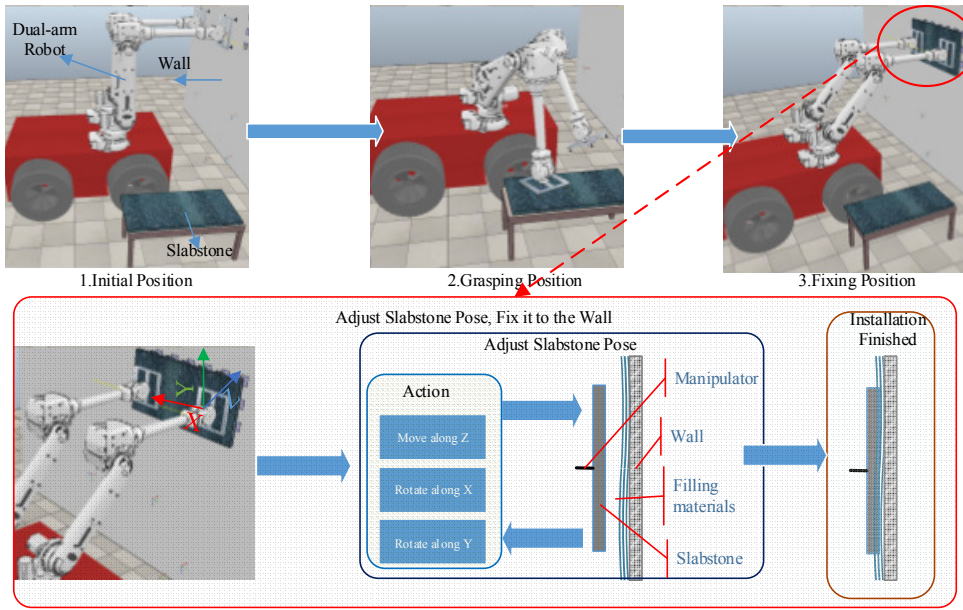 Dual-arm
Robot
Wall
Slabstone
1.Initial Position
2.Grasping Position
3.Fixing Position
Adjust Slabstone Pose, Fix it to the Wall
Y
X
Z
Adjust Slabstone Pose
Action
Move along Z
Rotate along X
Rotate along Y
Manipulator
Wall
Filling
materials
Slabstone
Installation
Finished